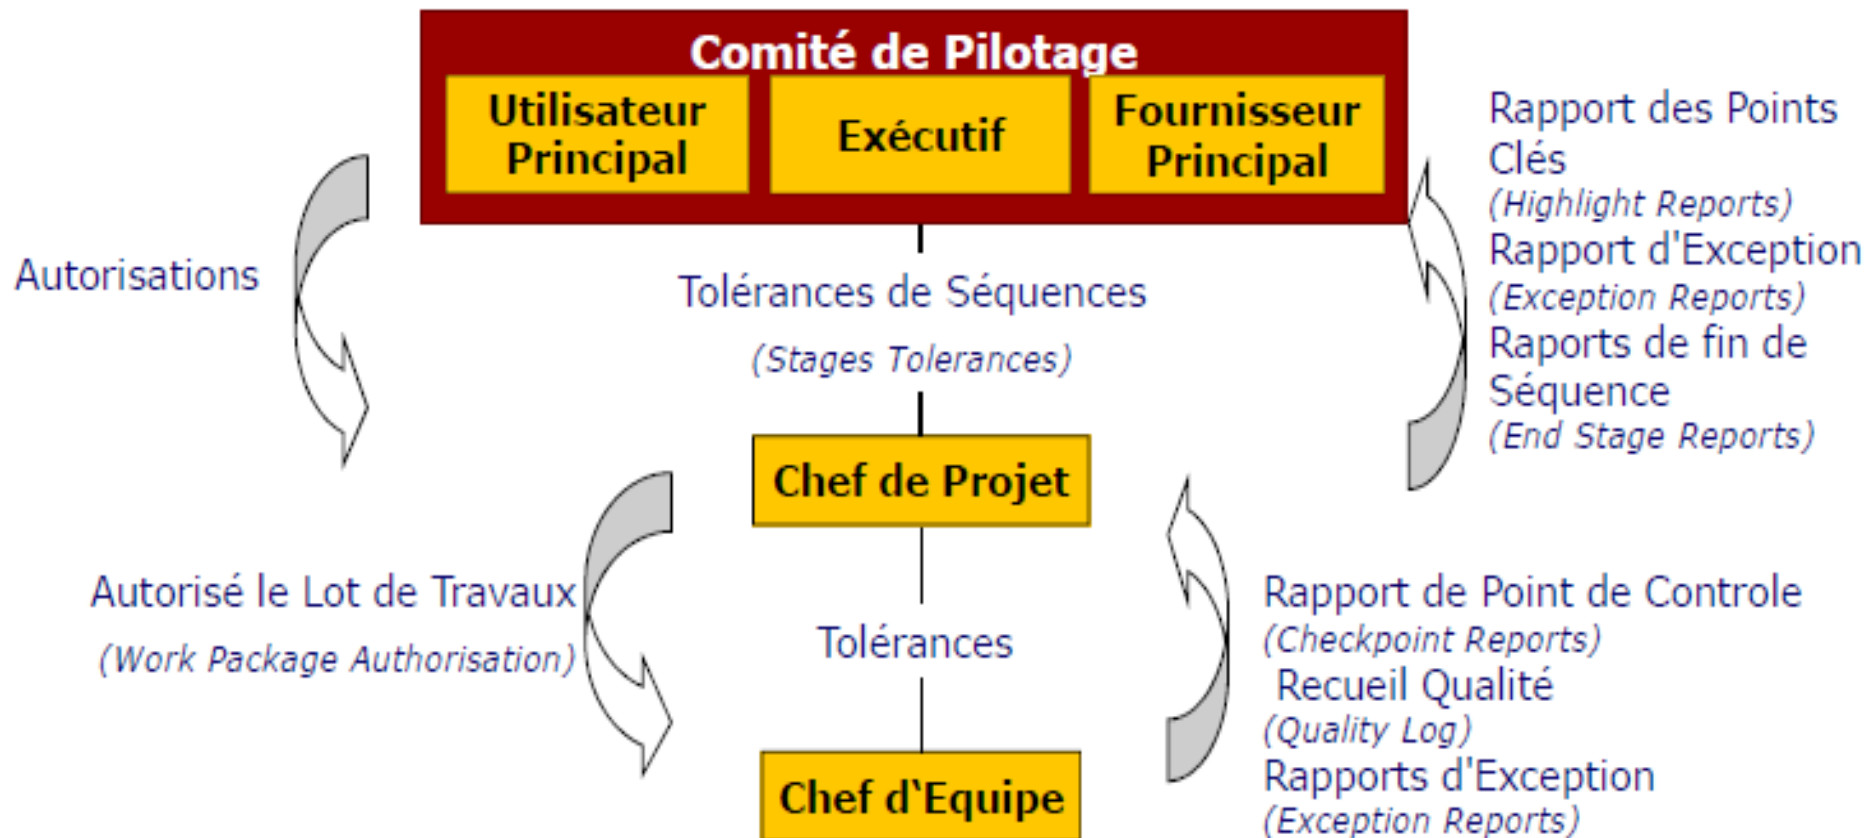 Comité de Pilotage
Utilisateur
Principal
Exécutif
Fournisseur
Principal
Autorisations
Tolérances de Séquences
(Stages Tolerances)
Rapport des Points
Clés
(Highlight Reports)
Rapport d'Exception
(Exception Reports)
Raports de fin de
Séquence
(End Stage Reports)
Chef de Projet
Autorisé le Lot de Travaux
(Work Package Authorisation)
Tolérances
Rapport de Point de Controle
(Checkpoint Reports)
Recueil Qualité
(Quality Log)
Rapports d'Exception
(Exception Reports)
Chef d‛Equipe